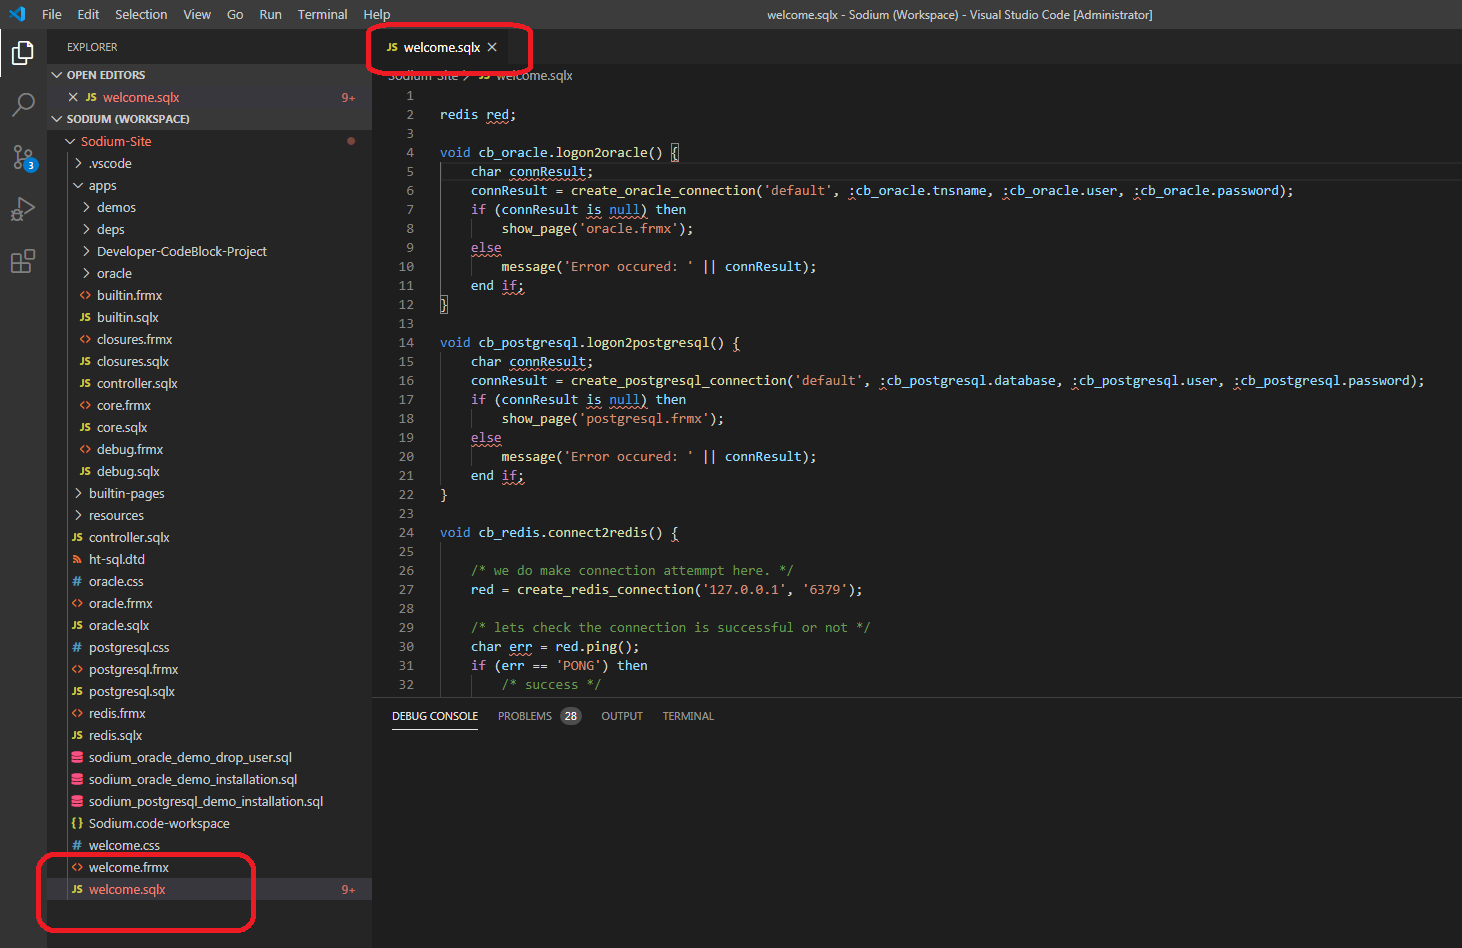 File Edit Selection View Go Run Terminal Help
welcome.sqlx - Sodium (Workspace) - Visual Studio Code [Administrator]
EXPLORER
OPEN EDITORS
JS welcome.sqlx 9+
SODIUM (WORKSPACE)
Sodium-Site
.vscode
apps
demos
deps
Developer-CodeBlock-Project
oracle
<> builtin.frmx
JS builtin.sqlx
<> closures.frmx
JS closures.sqlx
JS controller.sqlx
<> core.frmx
JS core.sqlx
<> debug.frmx
JS debug.sqlx
builtin-pages
resources
JS controller.sqlx
ht-sql.dtd
# oracle.css
<> oracle.frmx
JS oracle.sqlx
# postgresql.css
<> postgresql.frmx
JS postgresql.sqlx
<> redis.frmx
JS redis.sqlx
sodium_oracle_demo_drop_user.sql
sodium_oracle_demo_installation.sql
sodium_postgresql_demo_installation.sql
{} Sodium.code-workspace
# welcome.css
<> welcome.frmx
JS welcome.sqlx 9+
3
JS welcome.sqlx
Sodium-Site > JS welcome.sqlx
1
2 redis red;
3
4 void cb_oracle.logon2oracle() {
5 char connResult;
6 connResult = create_oracle_connection('default', :cb_oracle.tnsname, :cb_oracle.user, :cb_oracle.password);
7 if (connResult is null) then
8 show_page('oracle.frmx');
9 else
10 message('Error occured: ' || connResult);
11 end if;
12 }
13
14 void cb_postgresql.logon2postgresql() {
15 char connResult;
16 connResult = create_postgresql_connection('default', :cb_postgresql.database, :cb_postgresql.user, :cb_postgresql.password);
17 if (connResult is null) then
18 show_page('postgresql.frmx');
19 else
20 message('Error occured: ' || connResult);
21 end if;
22 }
23
24 void cb_redis.connect2redis() {
25
26 /* we do make connection attemmpt here. */
27 red = create_redis_connection('127.0.0.1', '6379');
28
29 /* lets check the connection is successful or not */
30 char err = red.ping();
31 if (err == 'PONG') then
32 /* success */
DEBUG CONSOLE PROBLEMS 28 OUTPUT TERMINAL